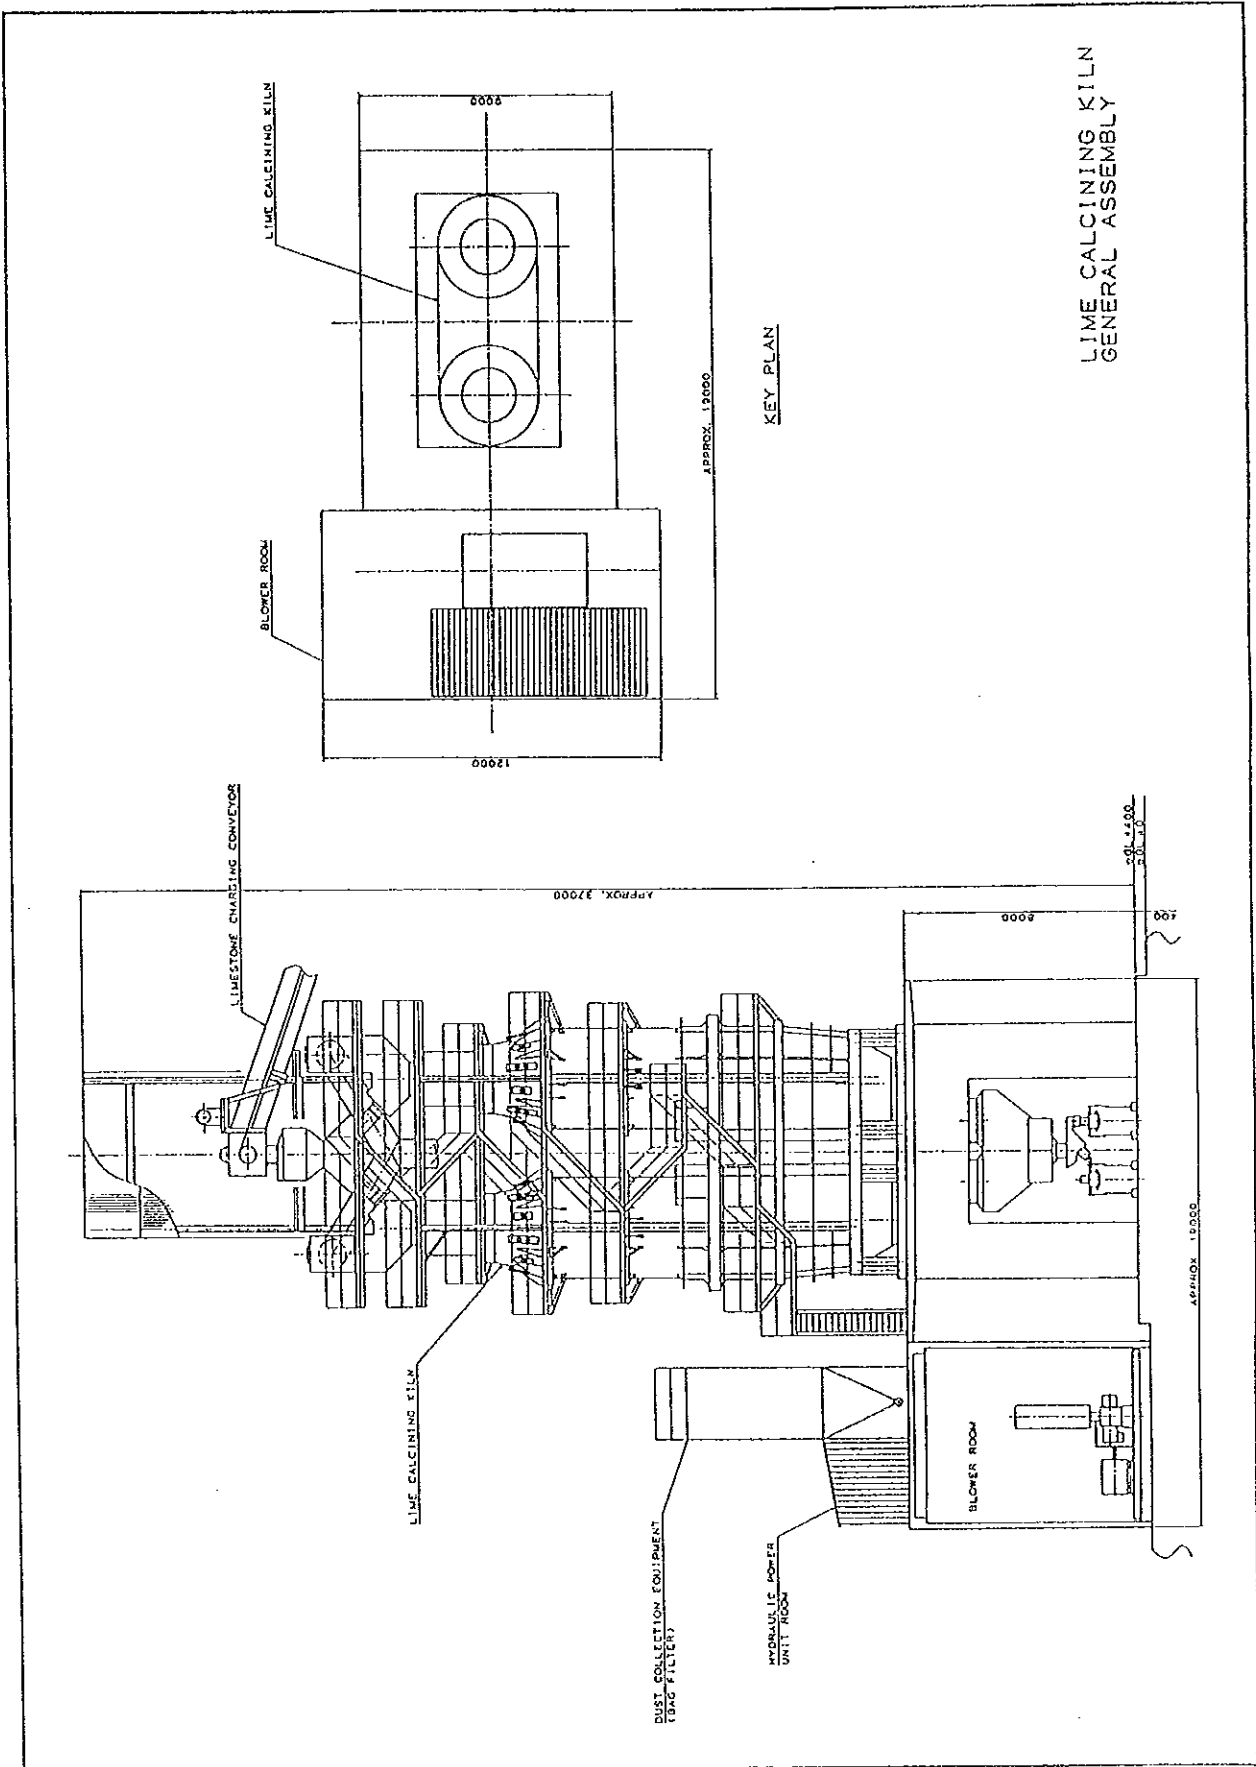 LIMESTONE CHARGING CONVEYOR
LIME CALCINING KILN
DUST COLLECTION EQUIPMENT
(BAG FILTER)
HYDRAULIC POWER
UNIT ROOM
BLOWER ROOM
APPROX. 37000
8000
400
APPROX 19000
LIME CALCINING KILN
BLOWER ROOM
9000
12000
APPROX. 19000
KEY PLAN
LIME CALCINING KILN
GENERAL ASSEMBLY